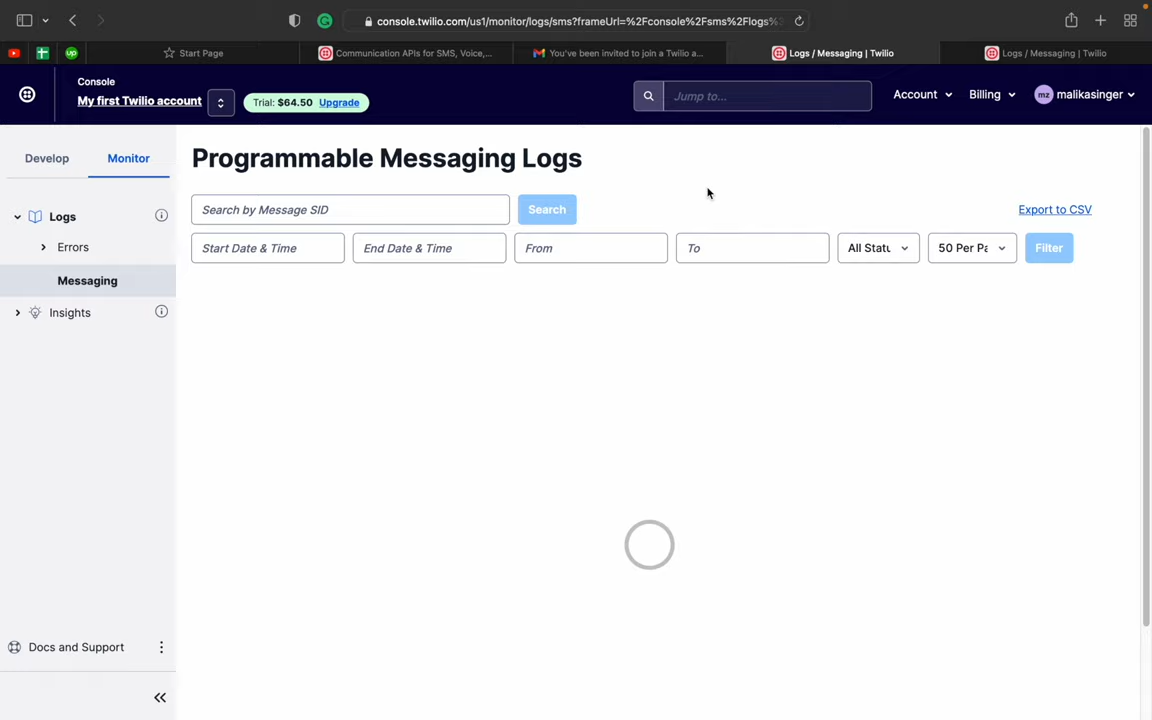 console.twilio.com/us1/monitor/logs/sms?frameUrl=%2Fconsole%2Fsms%2Flogs%
Start Page
Communication APIs for SMS, Voice,...
You've been invited to join a Twilio a...
Logs / Messaging | Twilio
Logs / Messaging | Twilio
Console
My first Twilio account
Trial: $64.50 Upgrade
Jump to...
Account
Billing
mz malikasinger
Develop
Monitor
Programmable Messaging Logs
Search by Message SID
Search
Export to CSV
Logs
Start Date & Time
End Date & Time
From
To
All Statu
50 Per Pa
Filter
Errors
Messaging
Insights
Docs and Support